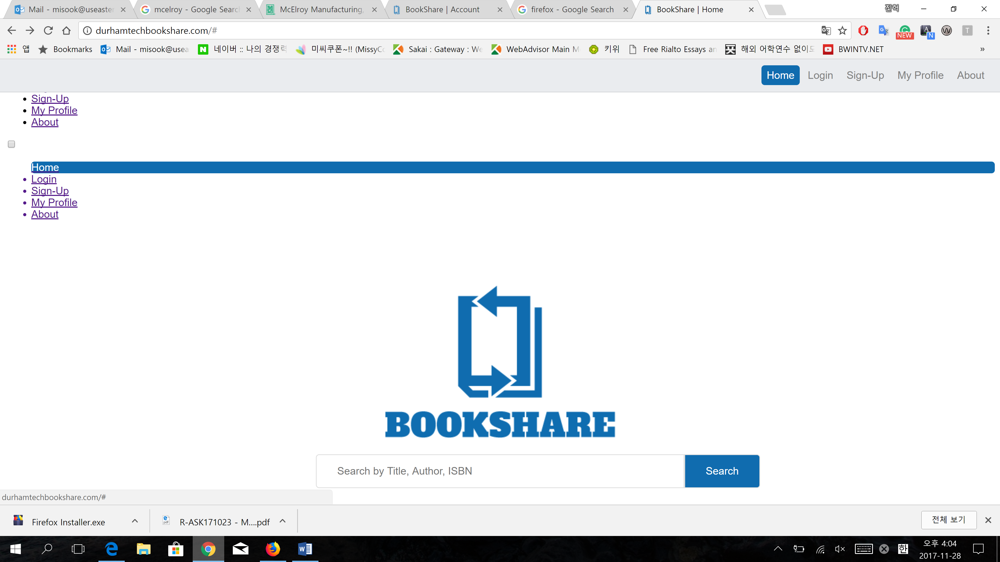 Mail - misook@useaster
mcelroy - Google Searc
McElroy Manufacturing,
BookShare | Account
firefox - Google Search
BookShare | Home
진혁
durhamtechbookshare.com/#
NEW
A
N
W
T
앱
Bookmarks
Mail - misook@usea
네이버 :: 나의 경쟁력
미씨쿠폰~!! (MissyCo
Sakai : Gateway : We
WebAdvisor Main M
키위
Free Rialto Essays an
해외 어학연수 없이도
BWINTV.NET
»
Home Login Sign-Up My Profile About
Sign-Up
My Profile
About
Home
Login
Sign-Up
My Profile
About
BOOKSHARE
Search by Title, Author, ISBN
Search
durhamtechbookshare.com/#
Firefox Installer.exe
R-ASK171023 - M....pdf
전체 보기
한
오후 4:04
2017-11-28